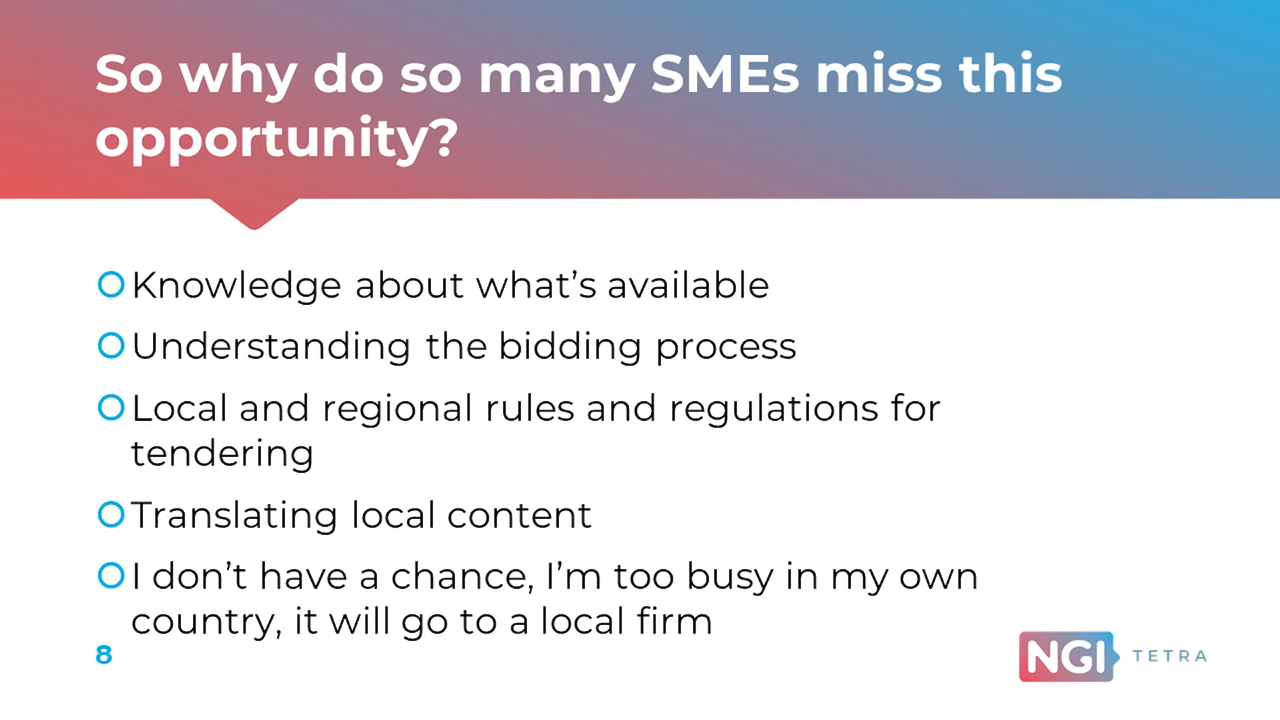 So why do so many SMEs miss this
opportunity?
Knowledge about what’s available
Understanding the bidding process
Local and regional rules and regulations for
tendering
Translating local content
I don’t have a chance, I’m too busy in my own
country, it will go to a local firm
8
NGI TETRA